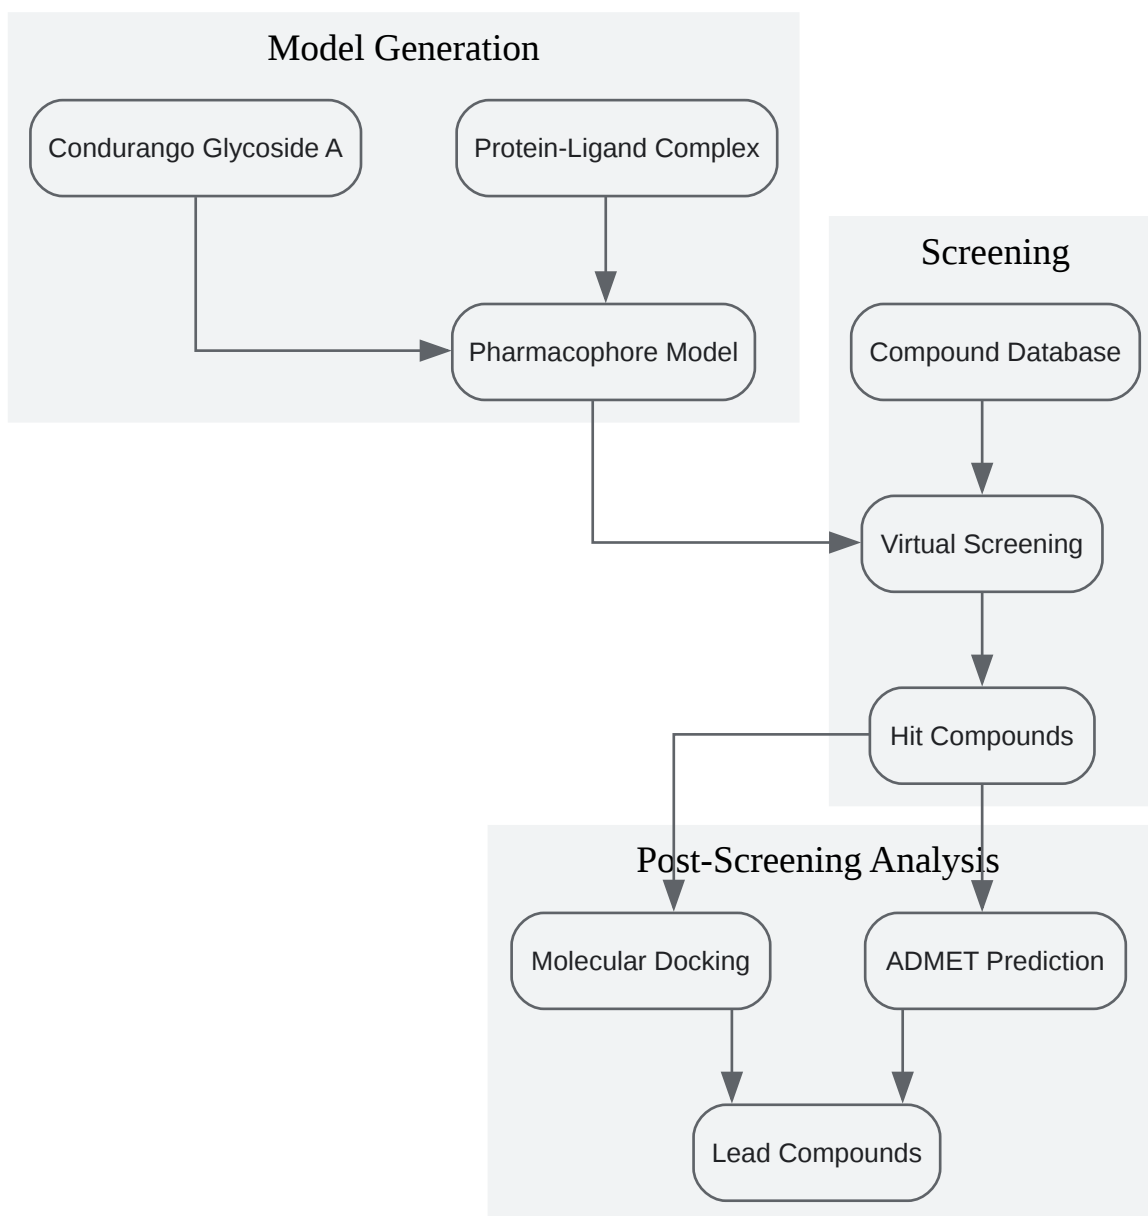 Model Generation
Condurango Glycoside A
Protein-Ligand Complex
Pharmacophore Model
Screening
Compound Database
Virtual Screening
Hit Compounds
Post-Screening Analysis
Molecular Docking
ADMET Prediction
Lead Compounds